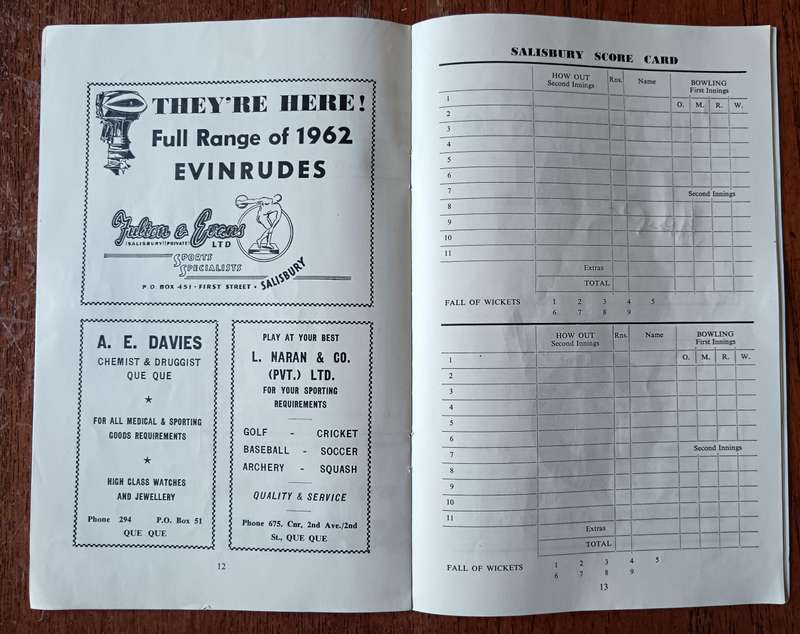 THEY'RE HERE!
Full Range of 1962
EVINRUDES
Fulton & Evans
(SALISBURY) (PRIVATE) LTD
SPORTS
SPECIALISTS
P.O. BOX 451 · FIRST STREET · SALISBURY
A. E. DAVIES
CHEMIST & DRUGGIST
QUE QUE
★
FOR ALL MEDICAL & SPORTING
GOODS REQUIREMENTS
★
HIGH CLASS WATCHES
AND JEWELLERY
Phone 294 P.O. Box 51
QUE QUE
PLAY AT YOUR BEST
L. NARAN & CO.
(PVT.) LTD.
FOR YOUR SPORTING
REQUIREMENTS
GOLF - CRICKET
BASEBALL - SOCCER
ARCHERY - SQUASH
QUALITY & SERVICE
Phone 675. Cnr, 2nd Ave./2nd
St., QUE QUE
12
SALISBURY SCORE CARD
HOW OUT Rns. Name BOWLING
Second Innings First Innings
O. M. R. W.
1
2
3
4
5
6
7 Second Innings
8
9
10
11
Extras
TOTAL
FALL OF WICKETS 1 2 3 4 5
6 7 8 9
HOW OUT Rns. Name BOWLING
Second Innings First Innings
O. M. R. W.
1
2
3
4
5
6
7 Second Innings
8
9
10
11
Extras
TOTAL
FALL OF WICKETS 1 2 3 4 5
6 7 8 9
13